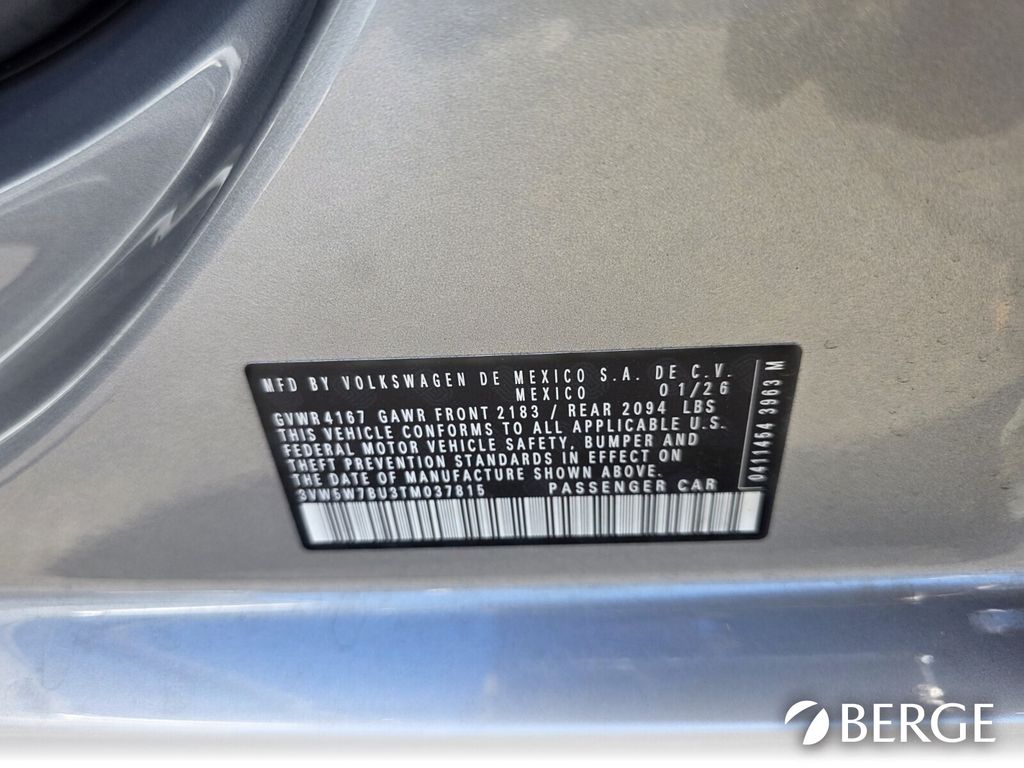 MFD BY VOLKSWAGEN DE MEXICO S.A. DE C.V.
MEXICO 01/26
GVWR 4167 GAWR FRONT 2183 / REAR 2094 LBS
THIS VEHICLE CONFORMS TO ALL APPLICABLE U.S.
FEDERAL MOTOR VEHICLE SAFETY, BUMPER AND
THEFT PREVENTION STANDARDS IN EFFECT ON
THE DATE OF MANUFACTURE SHOWN ABOVE.
3VW5W7BU3TM037815 PASSENGER CAR
0411454 3963 M
BERGE